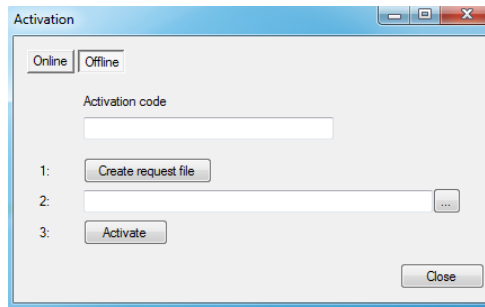 Activation
Online Offline
Activation code
1: Create request file
2: ...
3: Activate
Close